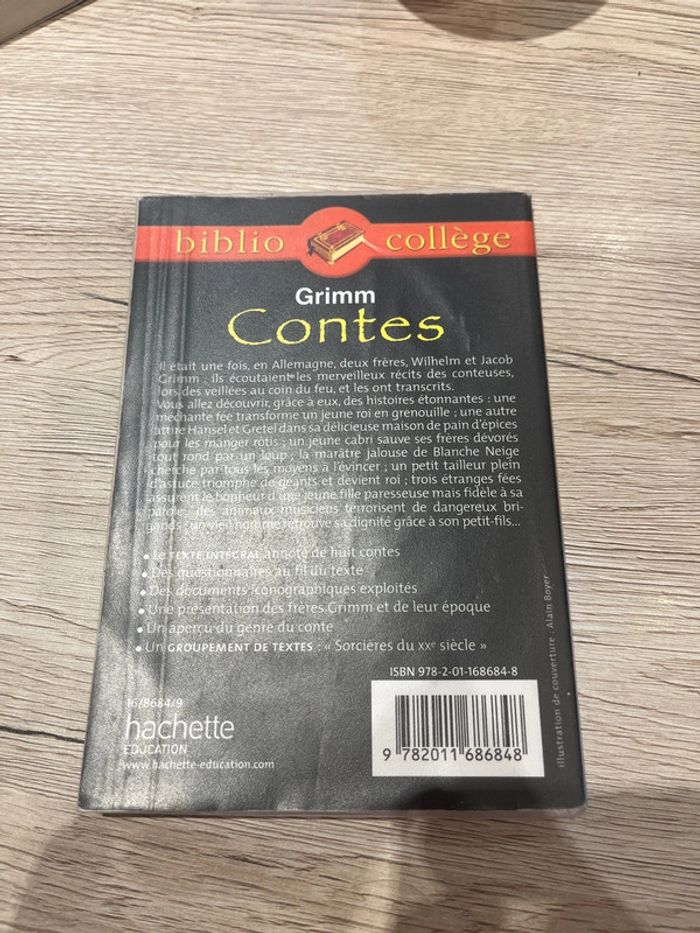 biblio collège
Grimm
Contes
Il était une fois, en Allemagne, deux frères, Wilhelm et Jacob
Grimm ; ils écoutaient les merveilleux récits des conteuses,
lors des veillées au coin du feu, et les ont transcrits.
Vous allez découvrir, grâce à eux, des histoires étonnantes : une
méchante fée transforme un jeune roi en grenouille ; une autre
attire Hansel et Gretel dans sa délicieuse maison de pain d'épices
pour les manger rôtis ; un jeune cabri sauve ses frères dévorés
tout rond par un loup ; la marâtre jalouse de Blanche Neige
cherche par tous les moyens à l'évincer ; un petit tailleur plein
d'astuce triomphe de géants et devient roi ; trois étranges fées
assurent le bonheur d'une jeune fille paresseuse mais fidèle à sa
parole ; des animaux musiciens terrorisent de dangereux bri-
gands ; un vieil homme retrouve sa dignité grâce à son petit-fils...
• Le TEXTE INTÉGRAL annoté de huit contes
• Des questionnaires au fil du texte
• Des documents iconographiques exploités
• Une présentation des frères Grimm et de leur époque
• Un aperçu du genre du conte
• Un GROUPEMENT DE TEXTES : « Sorcières du XXe siècle »
ISBN 978-2-01-168684-8
16/8684/9
hachette
ÉDUCATION
www.hachette-education.com
9 782011 686848
illustration de couverture : Alain Boyer